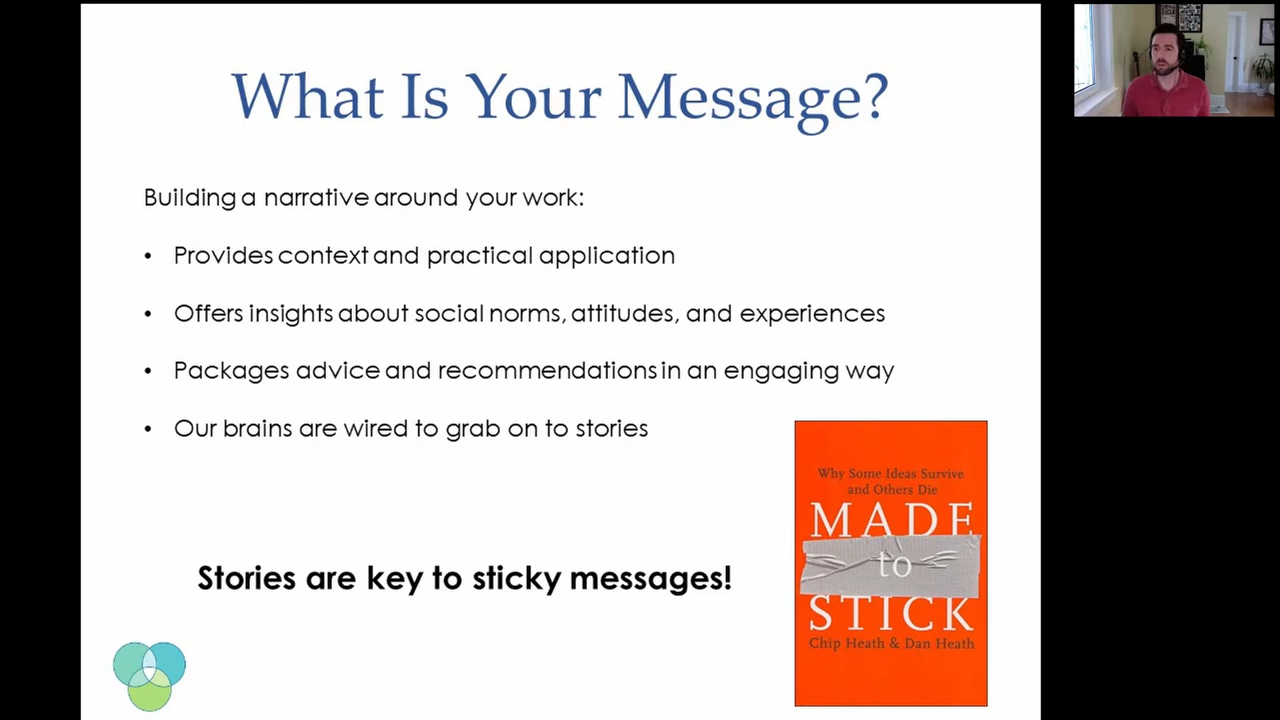 What Is Your Message?
Building a narrative around your work:
• Provides context and practical application
• Offers insights about social norms, attitudes, and experiences
• Packages advice and recommendations in an engaging way
• Our brains are wired to grab on to stories
Stories are key to sticky messages!
Why Some Ideas Survive
and Others Die
MADE
to
STICK
Chip Heath & Dan Heath